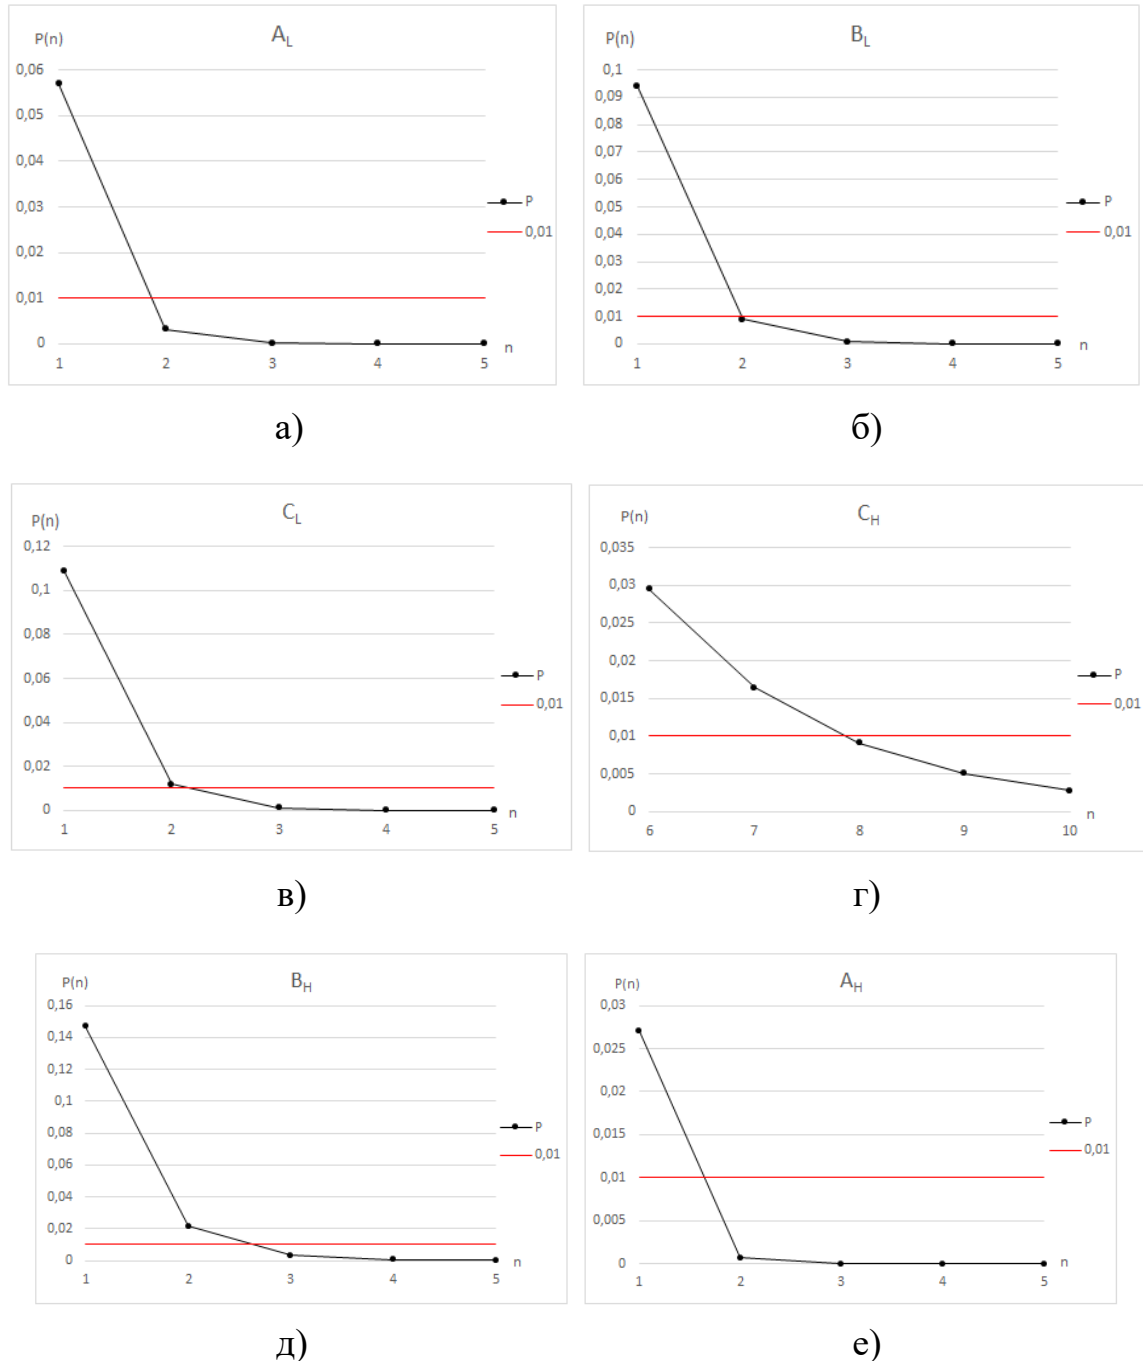 A_L
P(n)
0,06
0,05
0,04
0,03
0,02
0,01
0
1 2 3 4 5 n
P
0,01
а)
B_L
P(n)
0,1
0,09
0,08
0,07
0,06
0,05
0,04
0,03
0,02
0,01
0
1 2 3 4 5 n
P
0,01
б)
C_L
P(n)
0,12
0,1
0,08
0,06
0,04
0,02
0
1 2 3 4 5 n
P
0,01
в)
C_H
P(n)
0,035
0,03
0,025
0,02
0,015
0,01
0,005
0
6 7 8 9 10 n
P
0,01
г)
B_H
P(n)
0,16
0,14
0,12
0,1
0,08
0,06
0,04
0,02
0
1 2 3 4 5 n
P
0,01
д)
A_H
P(n)
0,03
0,025
0,02
0,015
0,01
0,005
0
1 2 3 4 5 n
P
0,01
е)